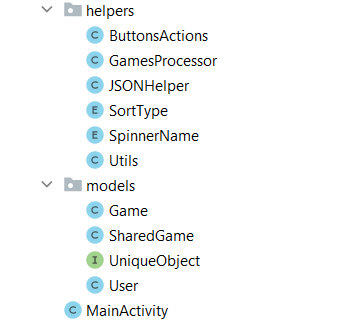 helpers
C ButtonsActions
C GamesProcessor
C JSONHelper
E SortType
E SpinnerName
C Utils
models
C Game
C SharedGame
I UniqueObject
C User
C MainActivity